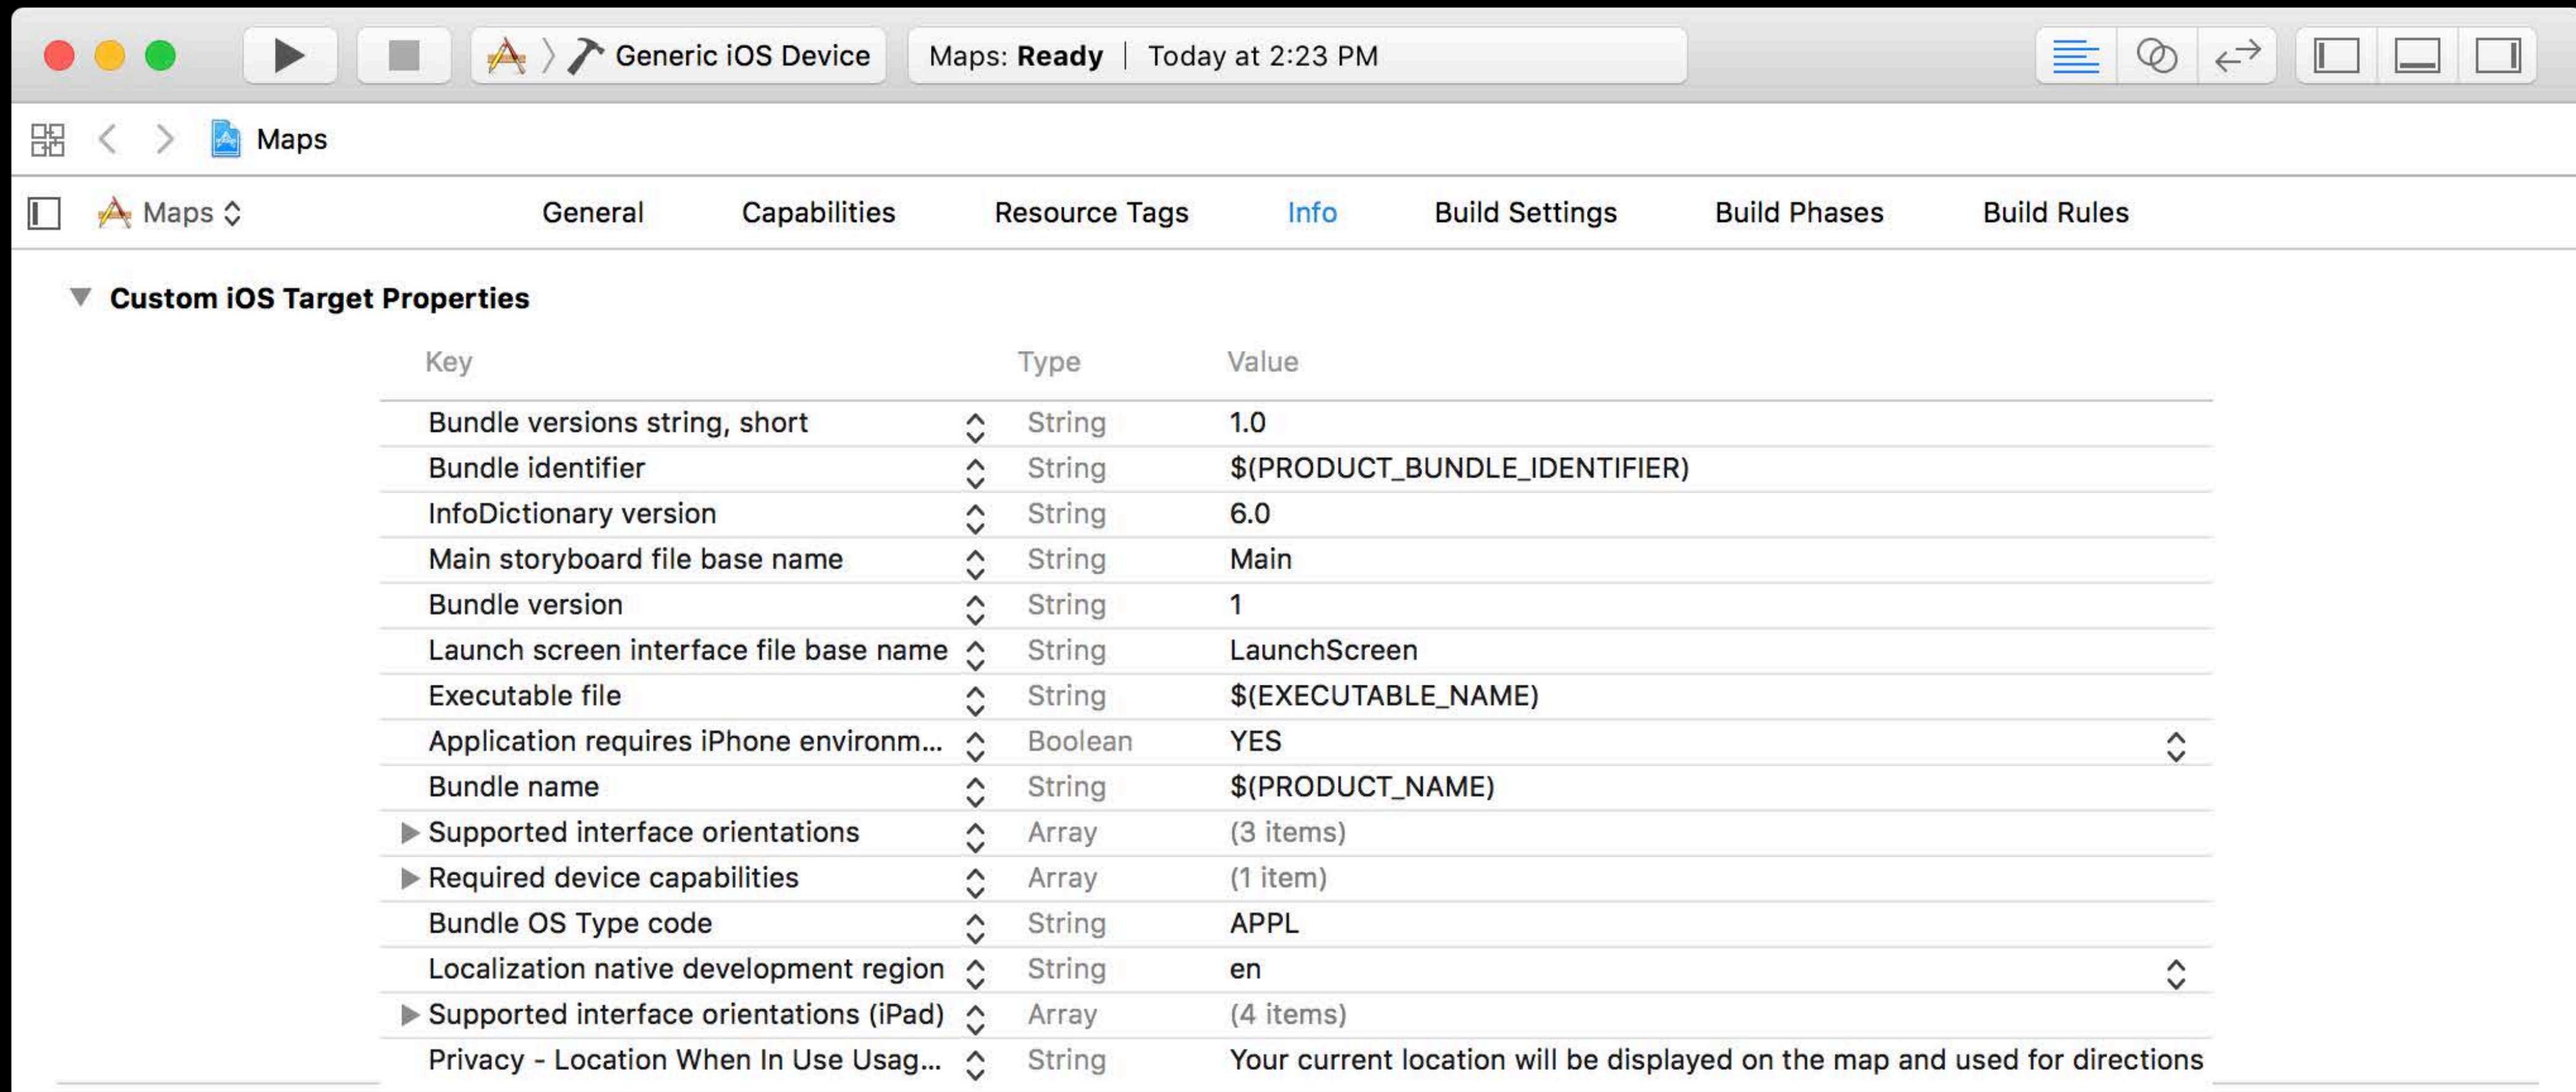 Generic iOS Device
Maps: Ready | Today at 2:23 PM
Maps
Maps General Capabilities Resource Tags Info Build Settings Build Phases Build Rules
Custom iOS Target Properties
Key Type Value
Bundle versions string, short String 1.0
Bundle identifier String $(PRODUCT_BUNDLE_IDENTIFIER)
InfoDictionary version String 6.0
Main storyboard file base name String Main
Bundle version String 1
Launch screen interface file base name String LaunchScreen
Executable file String $(EXECUTABLE_NAME)
Application requires iPhone environm... Boolean YES
Bundle name String $(PRODUCT_NAME)
Supported interface orientations Array (3 items)
Required device capabilities Array (1 item)
Bundle OS Type code String APPL
Localization native development region String en
Supported interface orientations (iPad) Array (4 items)
Privacy - Location When In Use Usag... String Your current location will be displayed on the map and used for directions